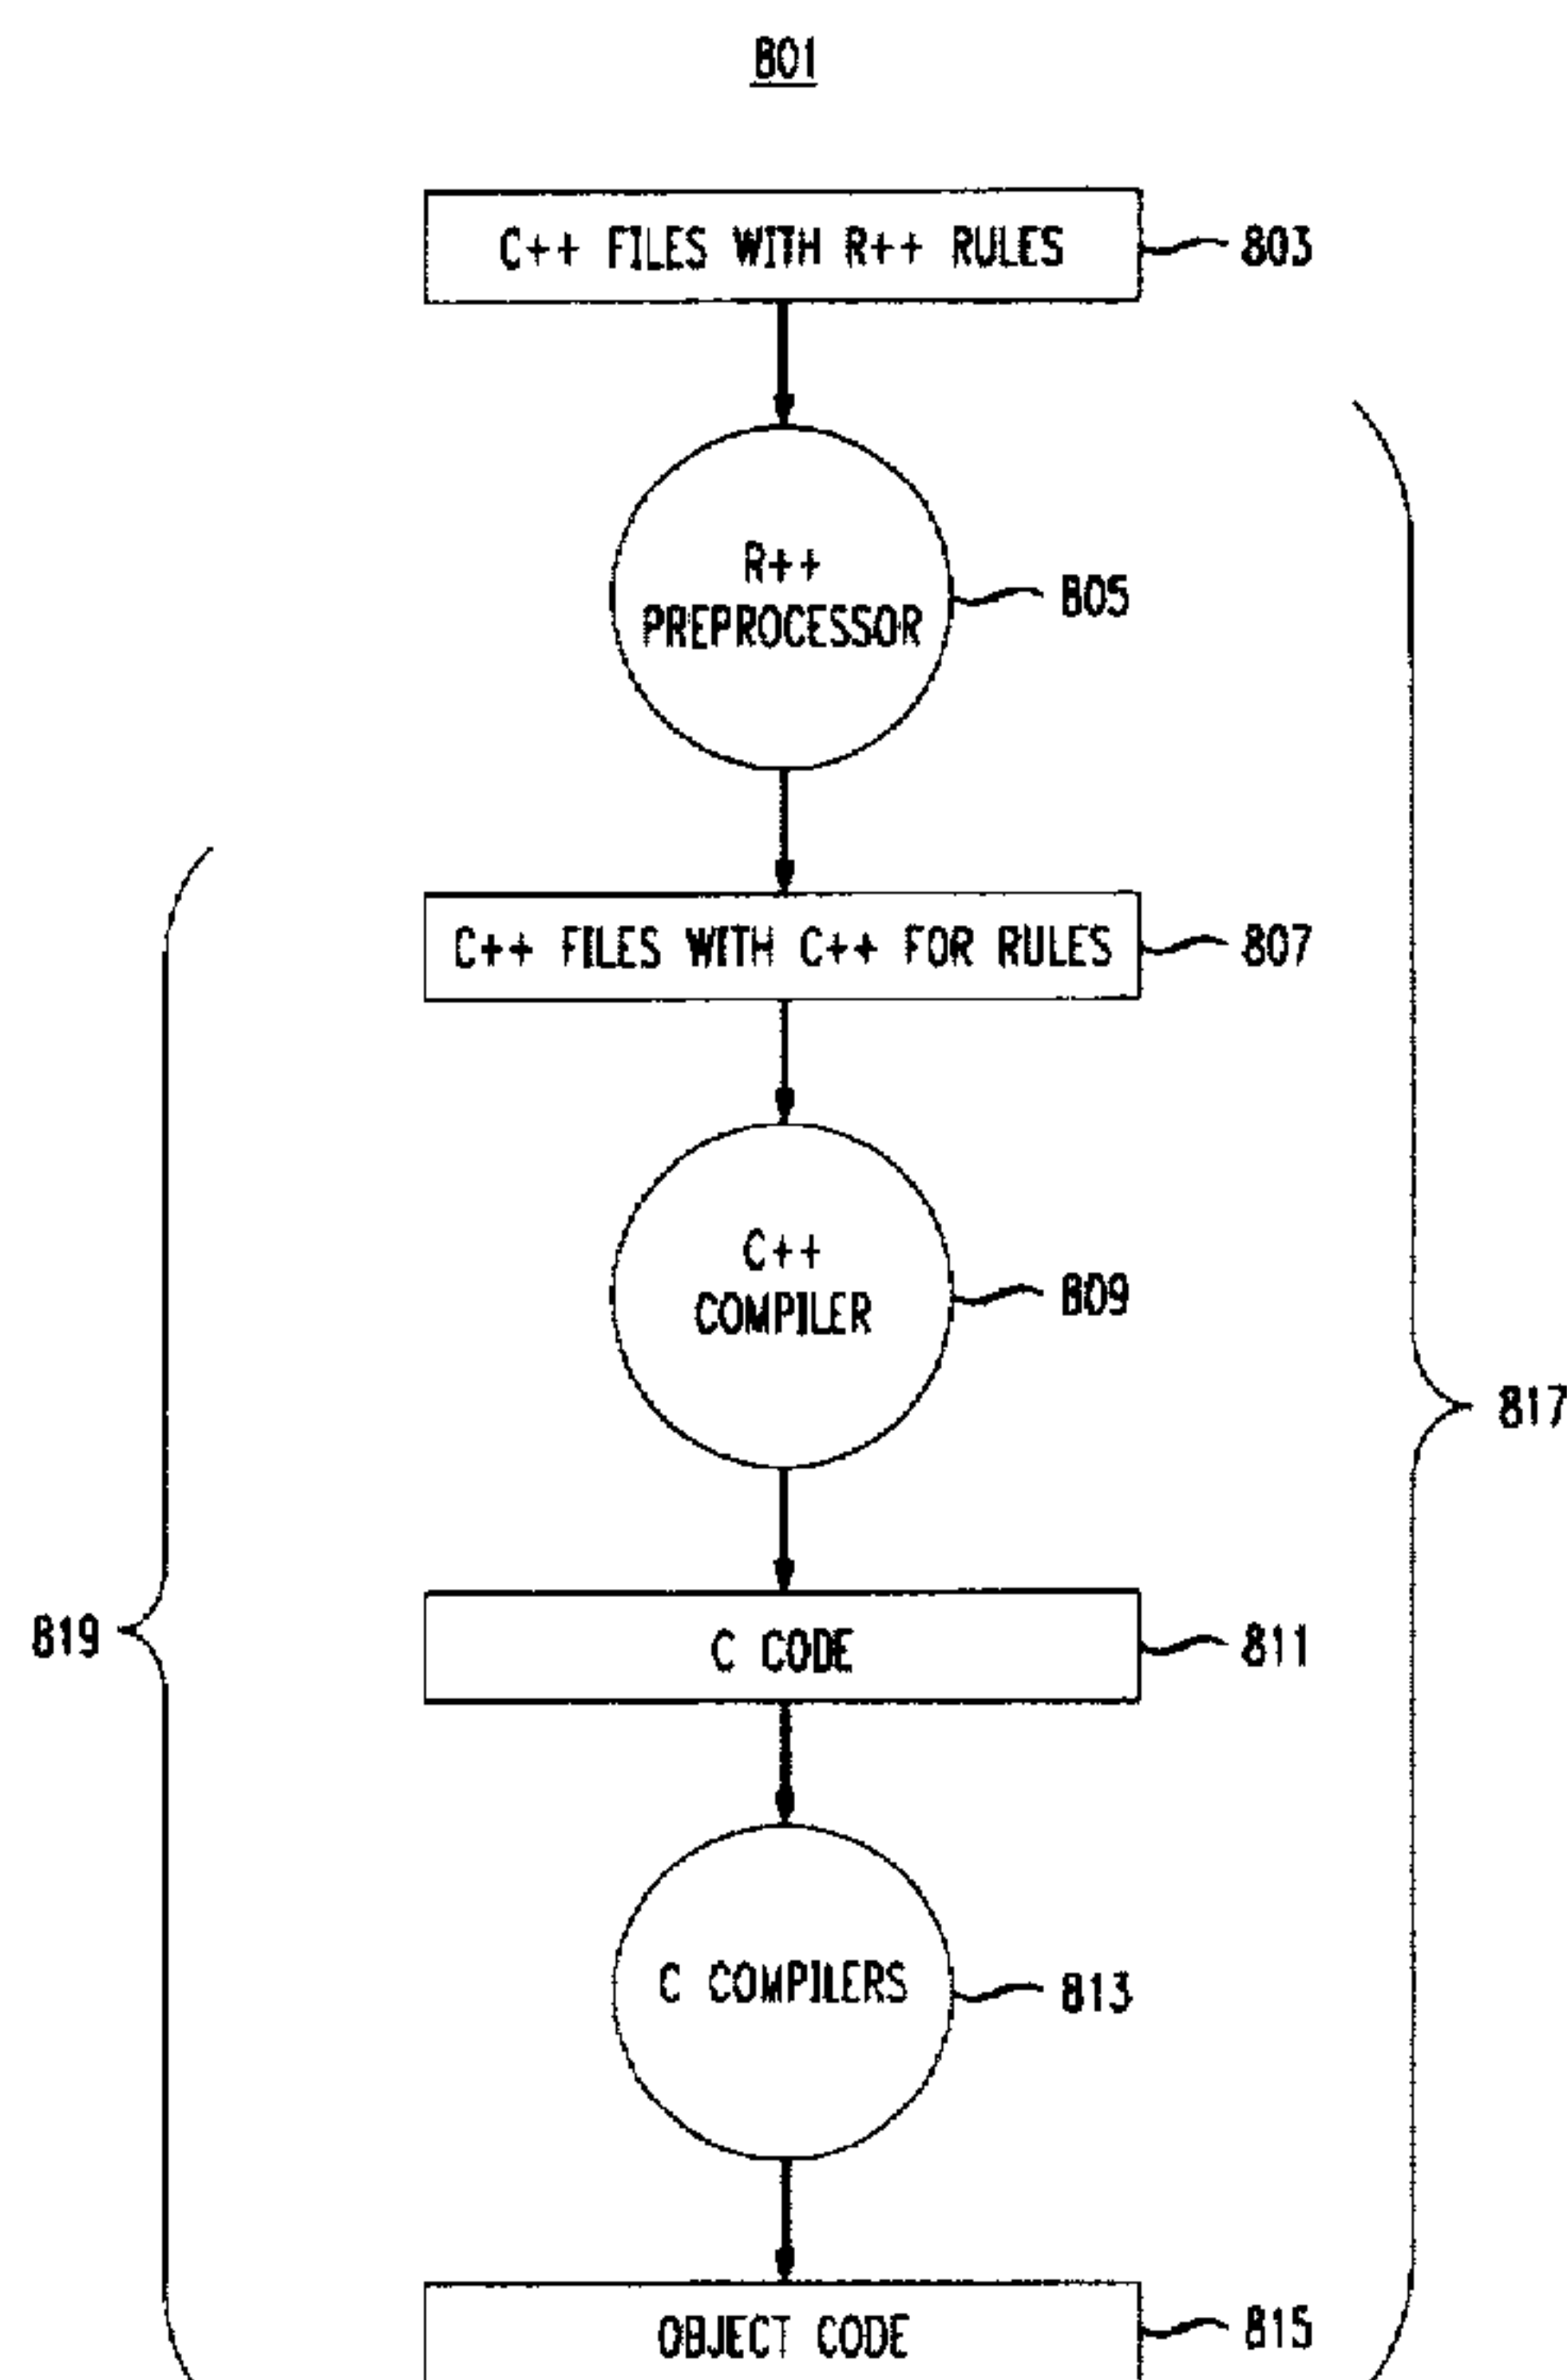 801
C++ FILES WITH R++ RULES
803
R++
PREPROCESSOR
805
C++ FILES WITH C++ FOR RULES
807
C++
COMPILER
809
817
819
C CODE
811
C COMPILERS
813
OBJECT CODE
815